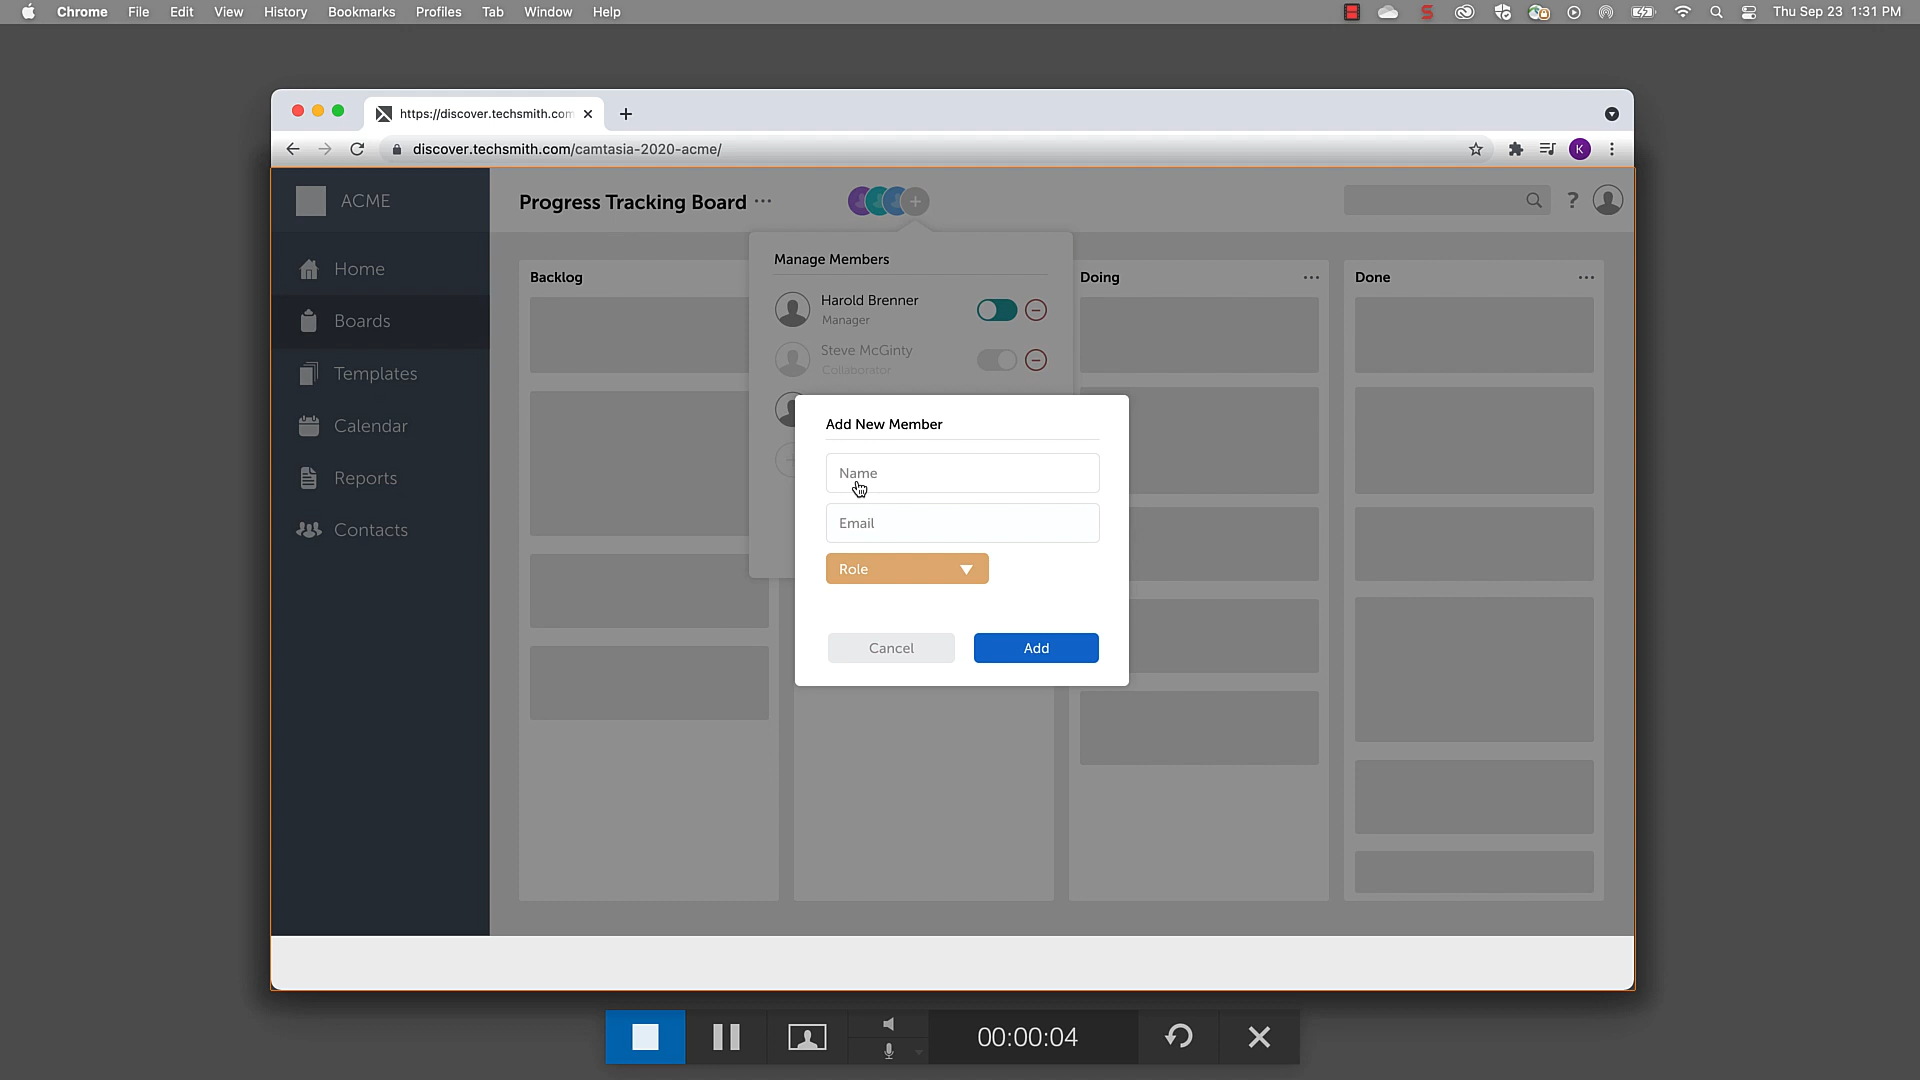 Chrome File Edit View History Bookmarks Profiles Tab Window Help S Thu Sep 23 1:31 PM
https://discover.techsmith.com
discover.techsmith.com/camtasia-2020-acme/ K
ACME
Progress Tracking Board
?
Home
Boards
Templates
Calendar
Reports
Contacts
Manage Members
Harold Brenner
Manager
Steve McGinty
Collaborator
Backlog
Doing
Done
Add New Member
Name
Email
Role
Cancel
Add
00:00:04